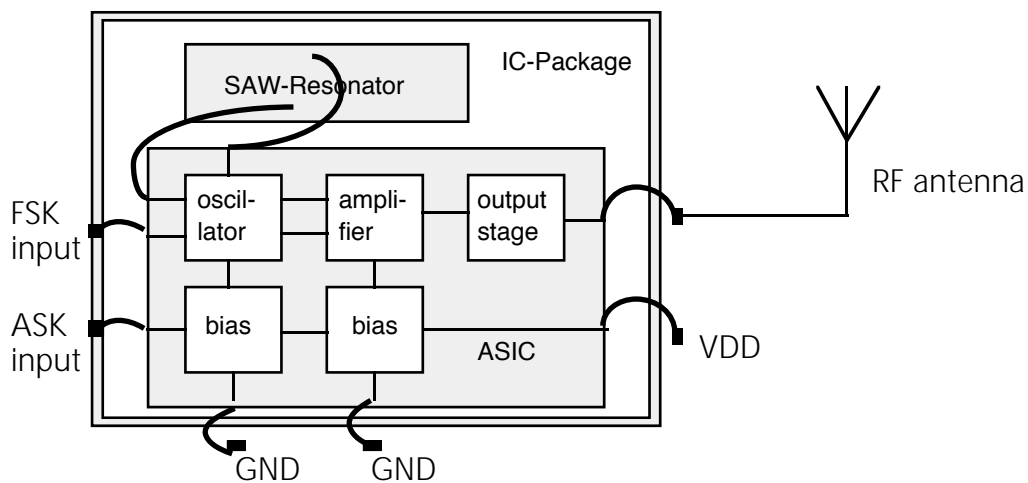 IC-Package
SAW-Resonator
RF antenna
FSK
input
oscil-
lator
ampli-
fier
output
stage
ASK
input
bias
bias
ASIC
VDD
GND
GND